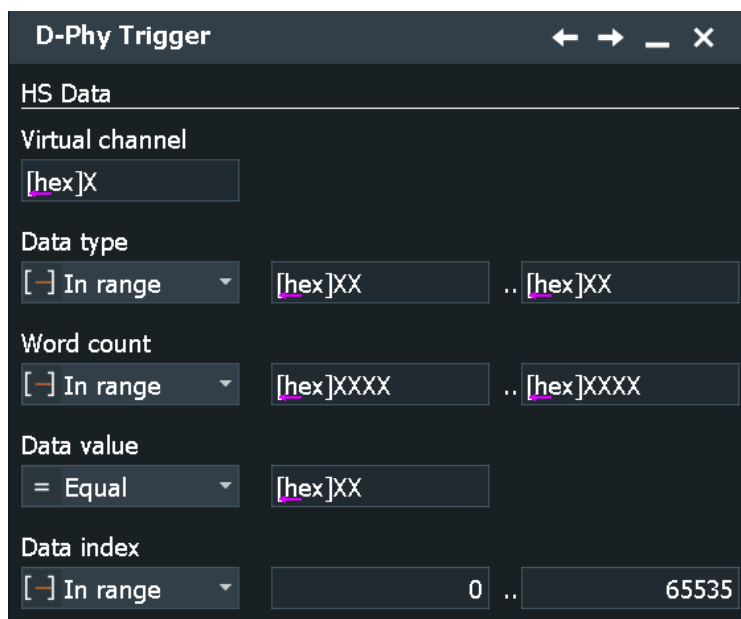 D-Phy Trigger
HS Data
Virtual channel
[hex]X
Data type
In range [hex]XX .. [hex]XX
Word count
In range [hex]XXXX .. [hex]XXXX
Data value
= Equal [hex]XX
Data index
In range 0 .. 65535